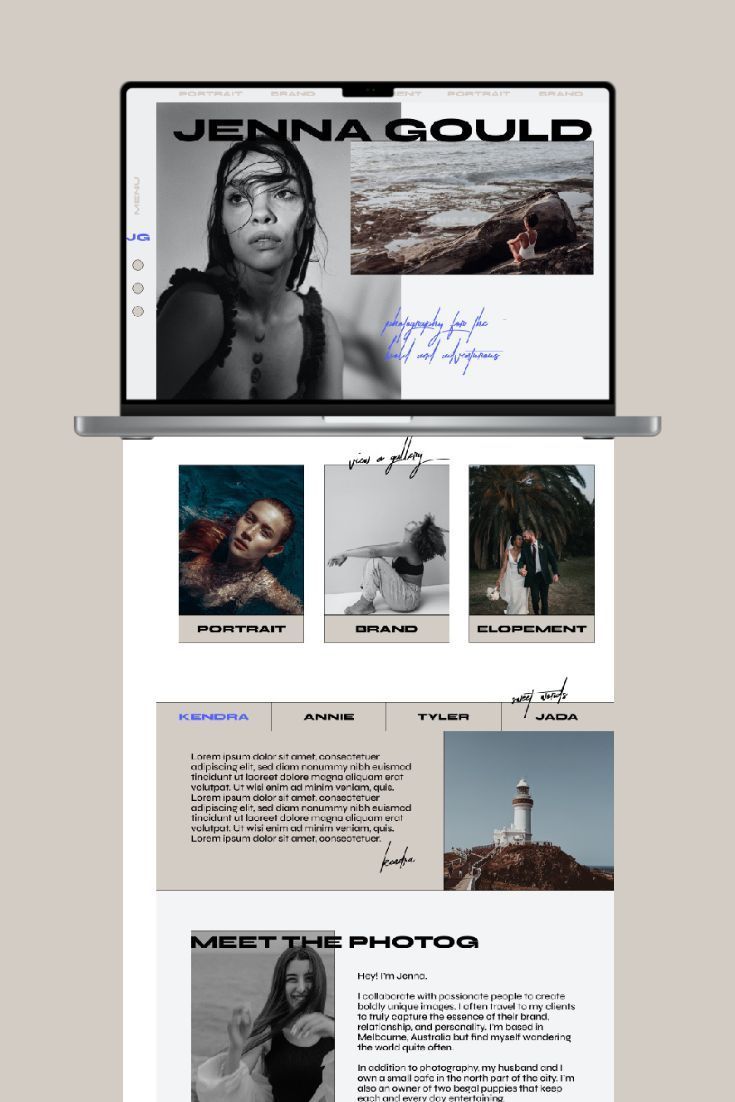 PORTRAIT BRAND ENT PORTRAIT BRAND
JENNA GOULD
MENU
JG
photography for the
bold and adventurous
view a gallery
PORTRAIT BRAND ELOPEMENT
sweet words
KENDRA ANNIE TYLER JADA
Lorem ipsum dolor sit amet, consectetuer
adipiscing elit, sed diam nonummy nibh euismod
tincidunt ut laoreet dolore magna aliquam erat
volutpat. Ut wisi enim ad minim veniam, quis.
Lorem ipsum dolor sit amet, consectetuer
adipiscing elit, sed diam nonummy nibh euismod
tincidunt ut laoreet dolore magna aliquam erat
volutpat. Ut wisi enim ad minim veniam, quis.
Lorem ipsum dolor sit amet, consectetuer.
kendra
MEET THE PHOTOG
Hey! I'm Jenna.
I collaborate with passionate people to create
boldly unique images. I often travel to my clients
to truly capture the essence of their brand,
relationship, and personality. I'm based in
Melbourne, Australia but find myself wandering
the world quite often.
In addition to photography, my husband and I
own a small cafe in the north part of the city. I'm
also an owner of two begal puppies that keep
each and every day entertaining.